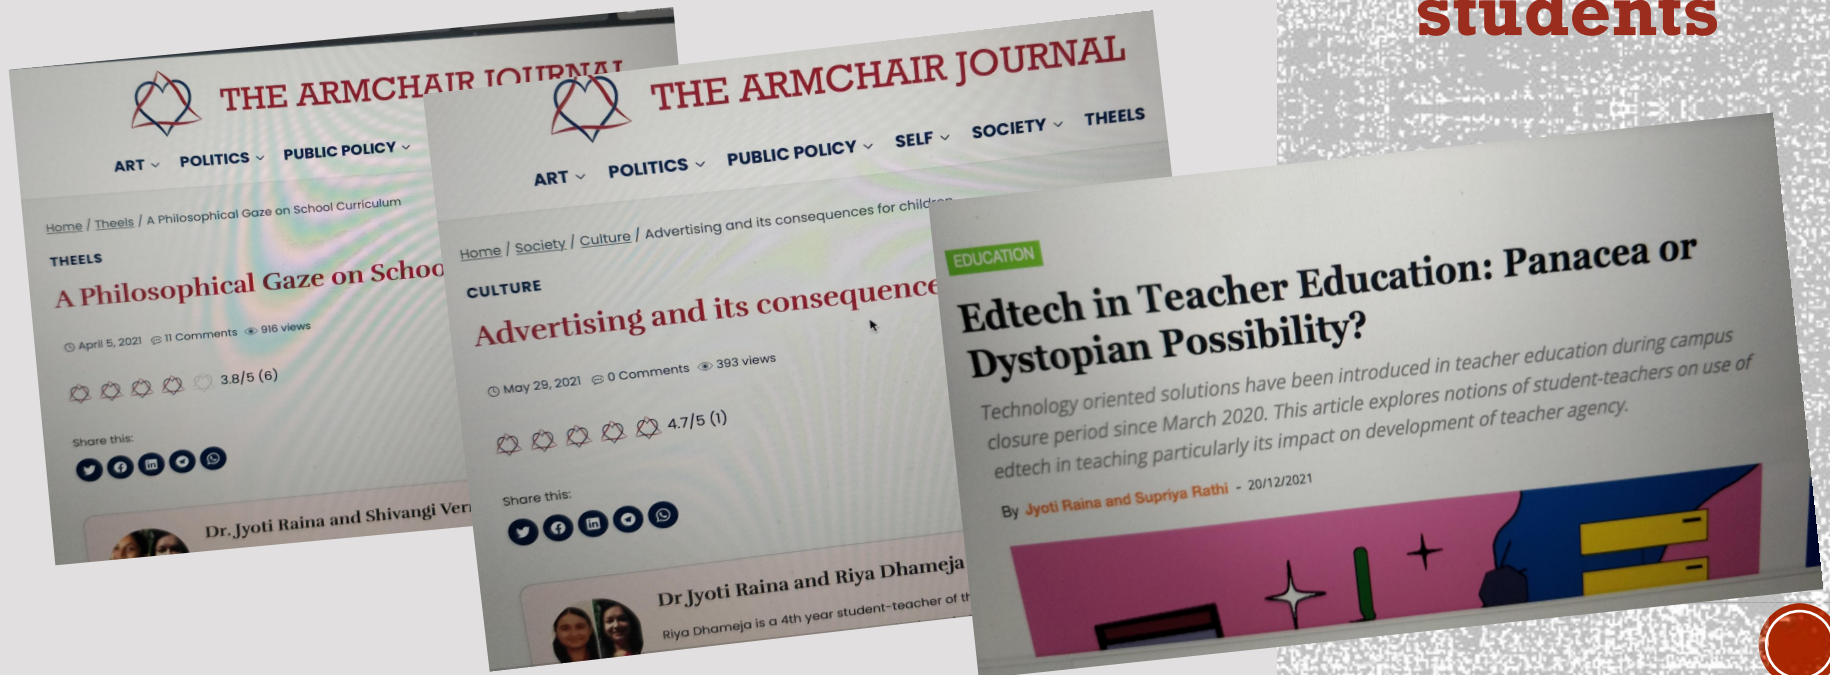 students
THE ARMCHAIR JOURNAL
ART POLITICS PUBLIC POLICY
Home / Theels / A Philosophical Gaze on School Curriculum
THEELS
A Philosophical Gaze on Schoo
April 5, 2021 11 Comments 916 views
3.8/5 (6)
Share this:
Dr. Jyoti Raina and Shivangi Ver
THE ARMCHAIR JOURNAL
ART POLITICS PUBLIC POLICY SELF SOCIETY THEELS
Home / Society / Culture / Advertising and its consequences for children
CULTURE
Advertising and its consequence
May 29, 2021 0 Comments 393 views
4.7/5 (1)
Share this:
Dr Jyoti Raina and Riya Dhameja
Riya Dhameja is a 4th year student-teacher of th
EDUCATION
Edtech in Teacher Education: Panacea or
Dystopian Possibility?
Technology oriented solutions have been introduced in teacher education during campus
closure period since March 2020. This article explores notions of student-teachers on use of
edtech in teaching particularly its impact on development of teacher agency.
By Jyoti Raina and Supriya Rathi - 20/12/2021